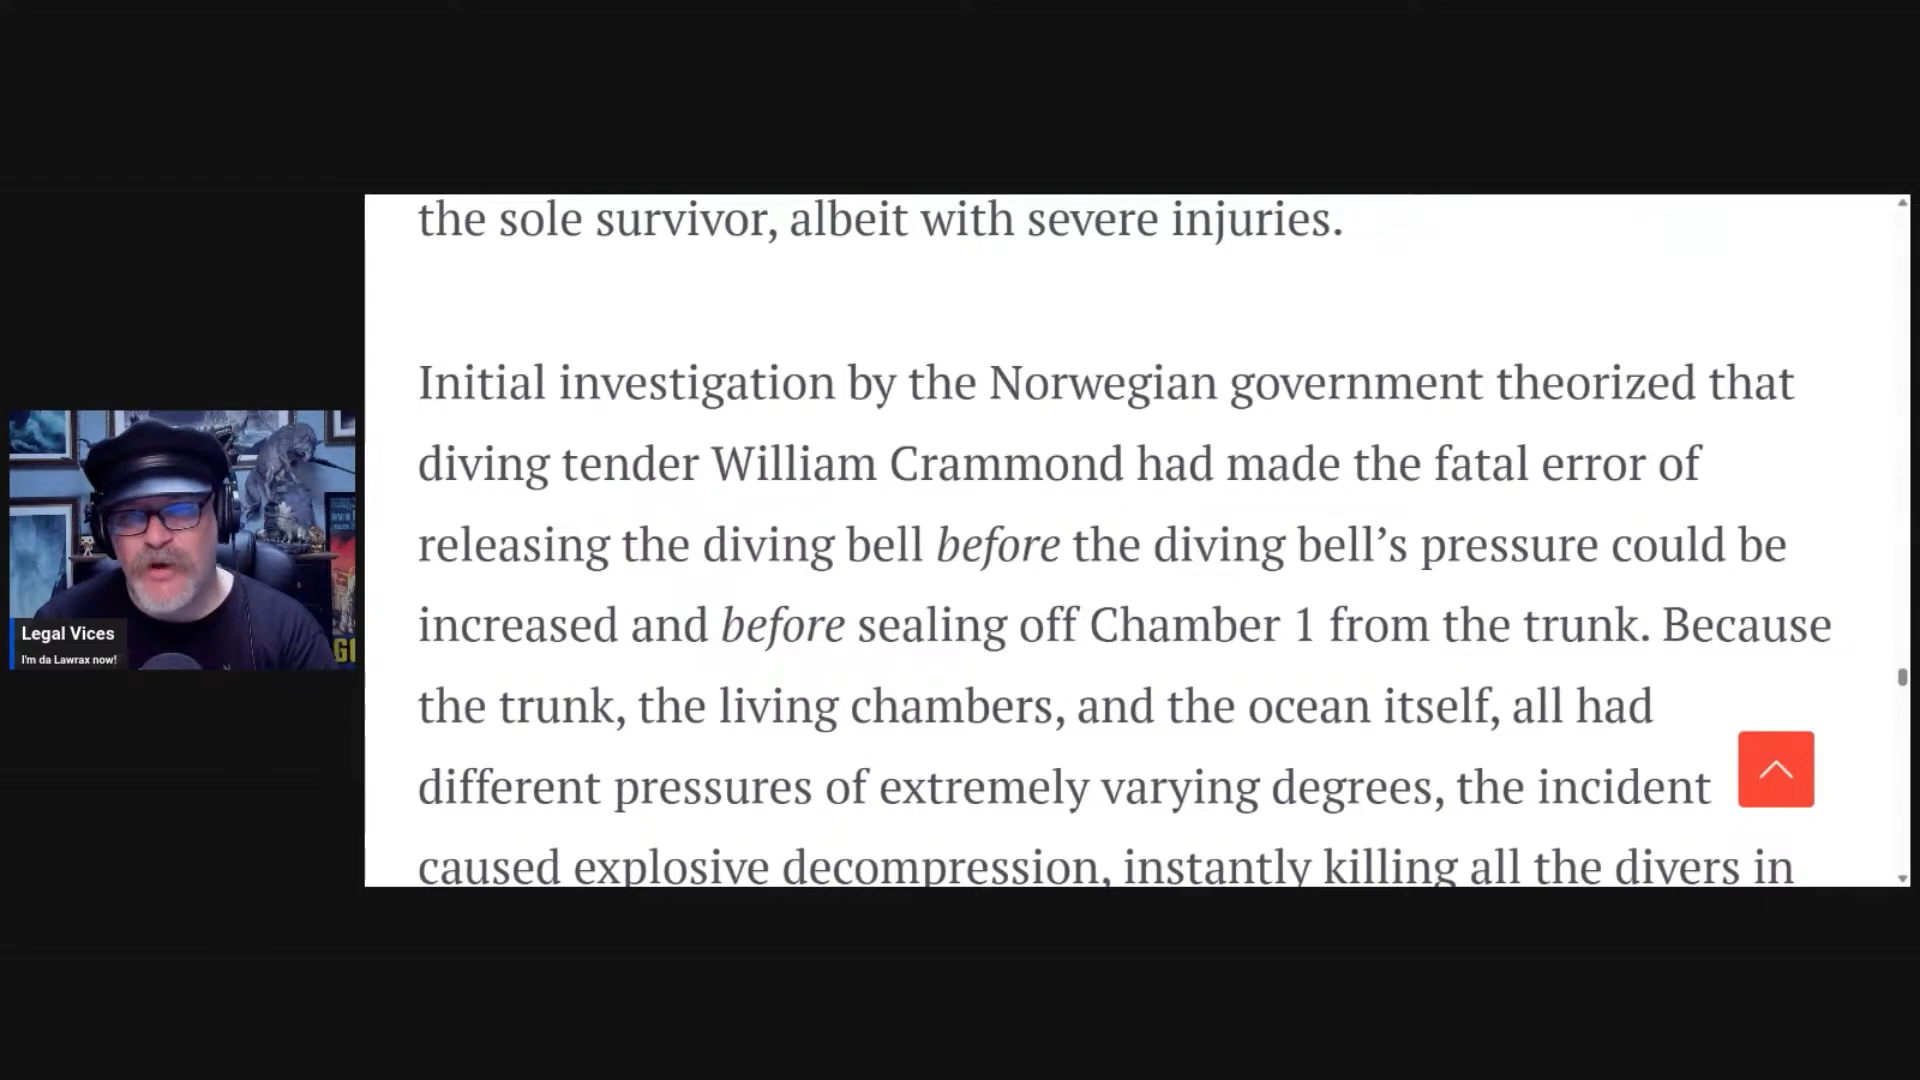 the sole survivor, albeit with severe injuries.
Initial investigation by the Norwegian government theorized that
diving tender William Crammond had made the fatal error of
releasing the diving bell before the diving bell’s pressure could be
increased and before sealing off Chamber 1 from the trunk. Because
the trunk, the living chambers, and the ocean itself, all had
different pressures of extremely varying degrees, the incident
caused explosive decompression, instantly killing all the divers in
Legal Vices
I'm da Lawrax now!